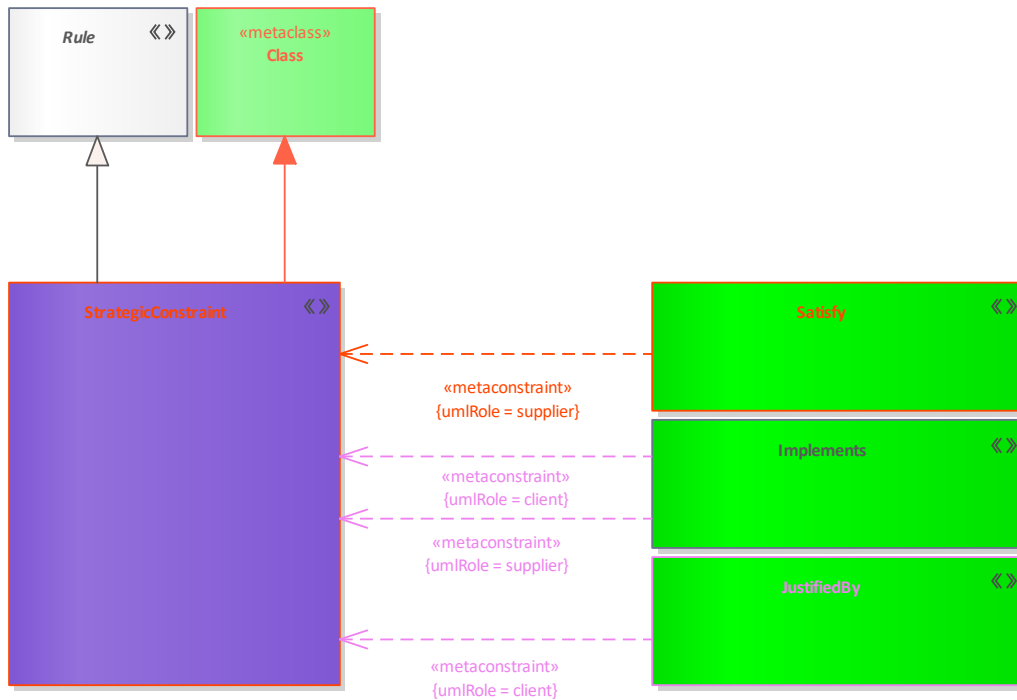 Rule
«metaclass»
Class
StrategicConstraint
Satisfy
«metaconstraint»
{umlRole = supplier}
Implements
«metaconstraint»
{umlRole = client}
«metaconstraint»
{umlRole = supplier}
JustifiedBy
«metaconstraint»
{umlRole = client}